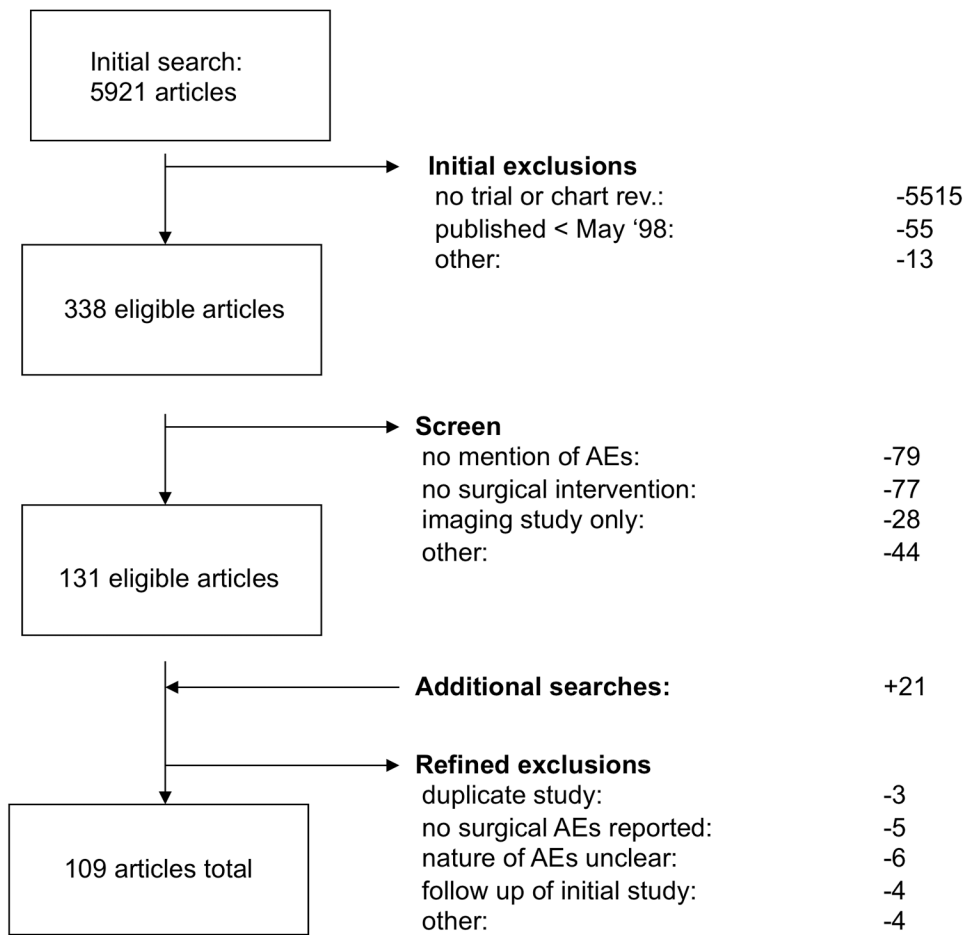 Initial search:
5921 articles
Initial exclusions
no trial or chart rev.: -5515
published < May ‘98: -55
other: -13
338 eligible articles
Screen
no mention of AEs: -79
no surgical intervention: -77
imaging study only: -28
other: -44
131 eligible articles
Additional searches: +21
Refined exclusions
duplicate study: -3
no surgical AEs reported: -5
nature of AEs unclear: -6
follow up of initial study: -4
other: -4
109 articles total